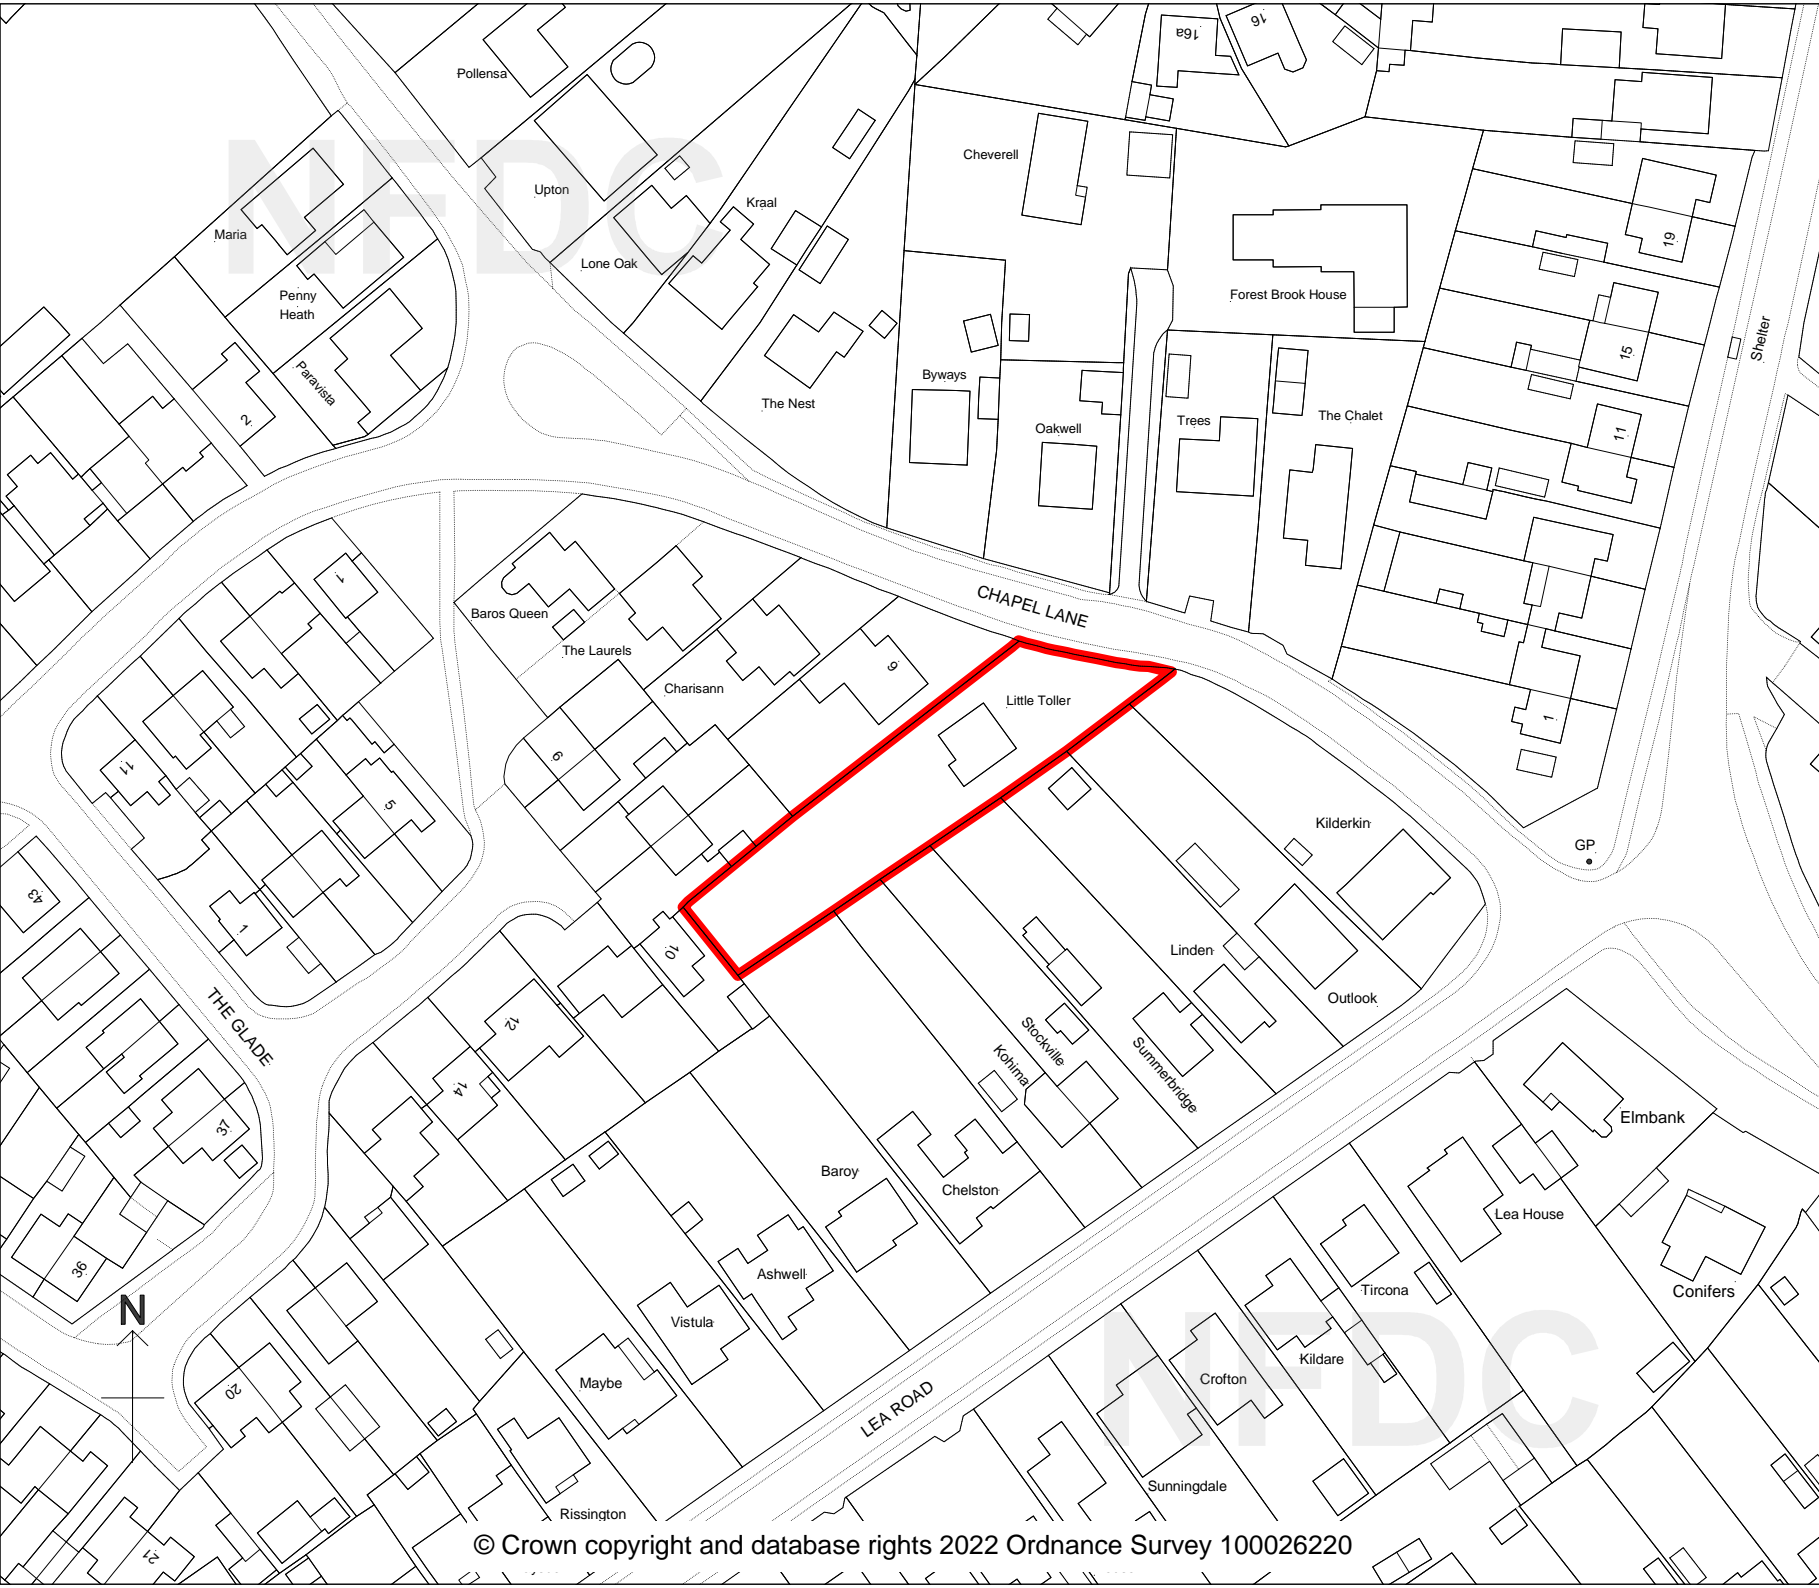 16a
16
Pollensa
NFDC
Cheverell
Upton
Kraal
Maria
19
Lone Oak
Penny
Heath
Forest Brook House
Shelter
15
Paravista
Byways
The Nest
The Chalet
2
Trees
Oakwell
11
1
CHAPEL LANE
Baros Queen
The Laurels
9
Charisann
Little Toller
1
6
11
5
Kilderkin
GP
43
1
10
Linden
Outlook
THE GLADE
12
Stockville
Kohima
Summerbridge
14
Elmbank
37
Baroy
Chelston
Lea House
36
Ashwell
Tircona
Conifers
N
Vistula
NFDC
Kildare
Crofton
Maybe
20
LEA ROAD
Sunningdale
Rissington
© Crown copyright and database rights 2022 Ordnance Survey 100026220
21